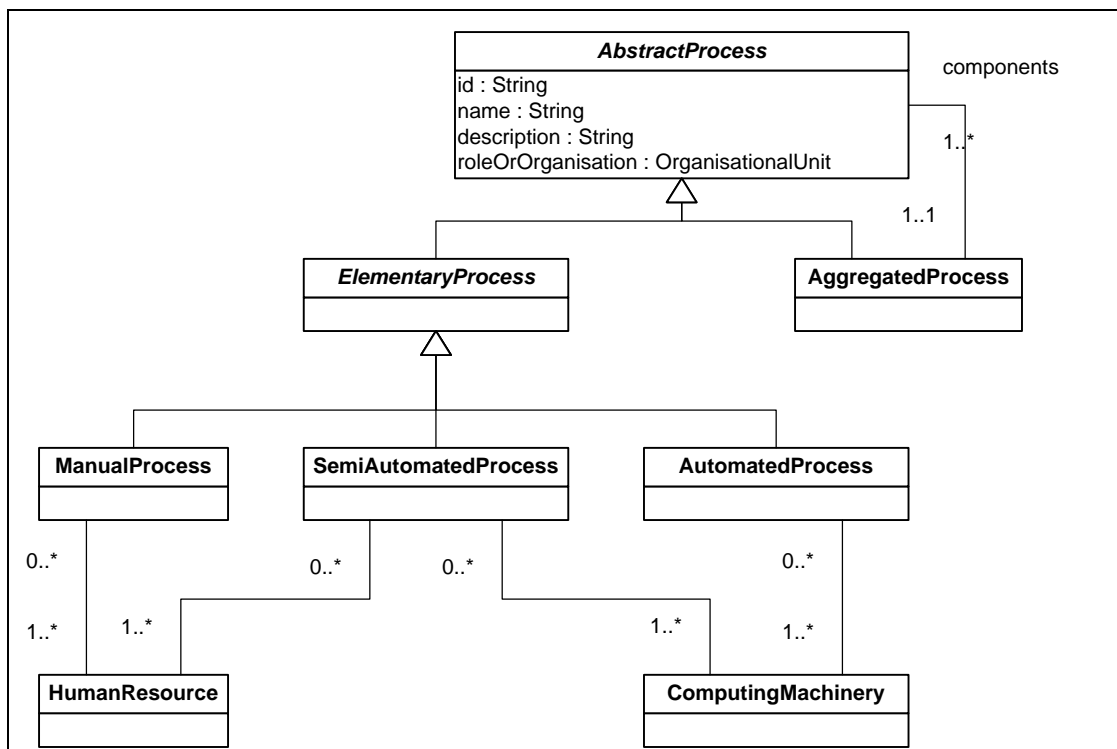 AbstractProcess
components
id : String
name : String
description : String
roleOrOrganisation : OrganisationalUnit
1..*
1..1
ElementaryProcess
AggregatedProcess
ManualProcess
SemiAutomatedProcess
AutomatedProcess
0..*
0..*
0..*
0..*
1..*
1..*
1..*
1..*
HumanResource
ComputingMachinery